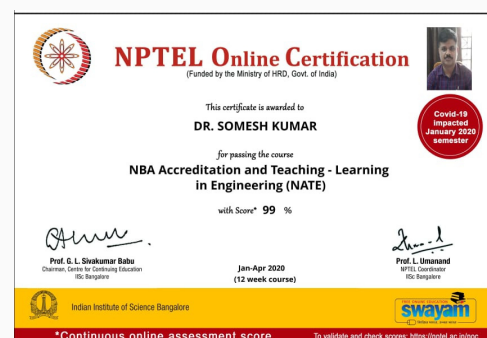 NPTEL Online Certification
(Funded by the Ministry of HRD, Govt. of India)
This certificate is awarded to
DR. SOMESH KUMAR
Covid-19
impacted
January 2020
semester
for passing the course
NBA Accreditation and Teaching - Learning
in Engineering (NATE)
with Score* 99 %
Prof. G. L. Sivakumar Babu
Chairman, Centre for Continuing Education
IISc Bangalore
Jan-Apr 2020
(12 week course)
Prof. L. Umanand
NPTEL Coordinator
IISc Bangalore
Indian Institute of Science Bangalore
FREE ONLINE EDUCATION
swayam
*Continuous online assessment score
To validate and check scores: https://nptel.ac.in/noc